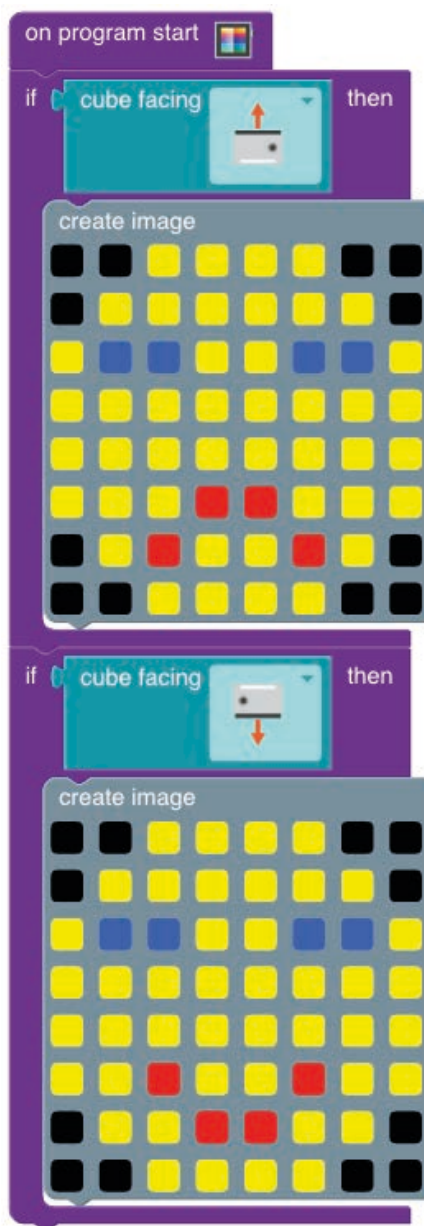 on program start
if cube facing then
create image
if cube facing then
create image